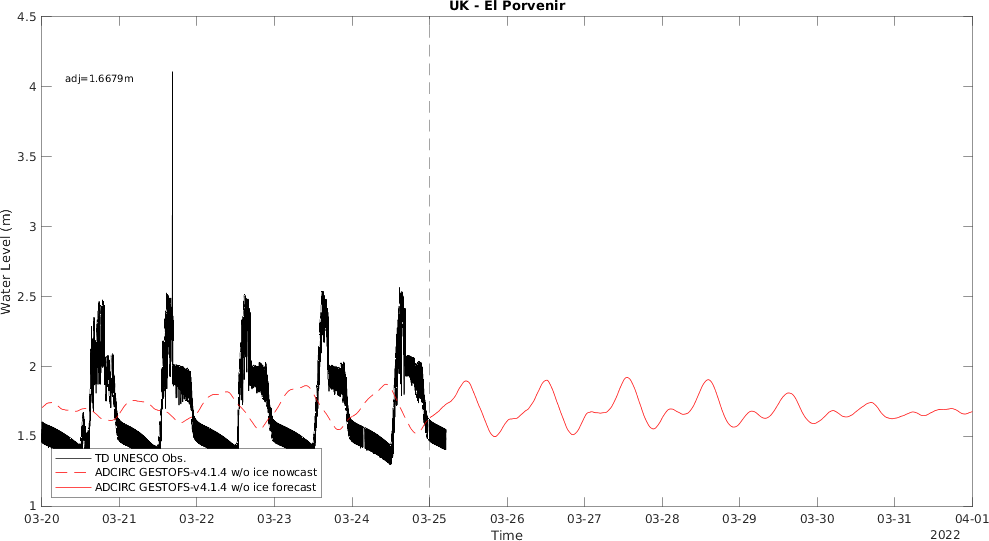 UK - El Porvenir
4.5
adj=1.6679m
4
3.5
3
2.5
2
1.5
1
Water Level (m)
TD UNESCO Obs.
ADCIRC GESTOFS-v4.1.4 w/o ice nowcast
ADCIRC GESTOFS-v4.1.4 w/o ice forecast
03-20 03-21 03-22 03-23 03-24 03-25 03-26 03-27 03-28 03-29 03-30 03-31 04-01
Time
2022